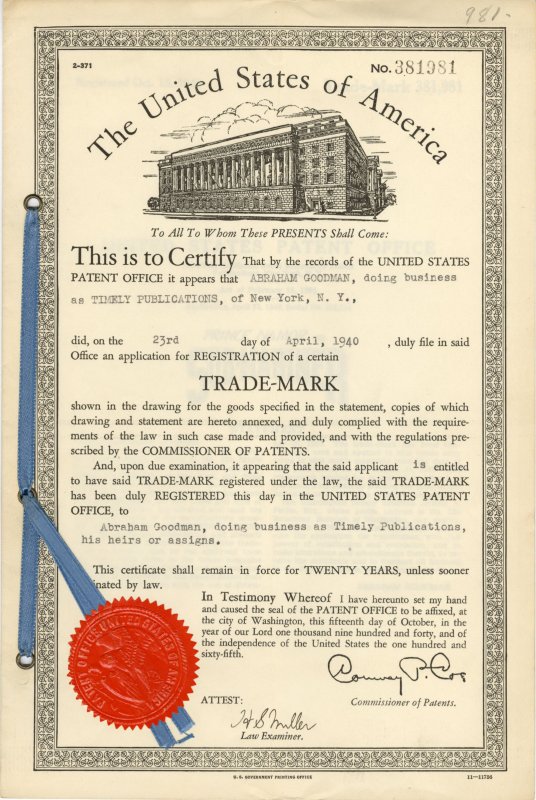 981-
2-371
No. 381981
The United States of America
To All To Whom These PRESENTS Shall Come:
This is to Certify That by the records of the UNITED STATES
PATENT OFFICE it appears that ABRAHAM GOODMAN, doing business
as TIMELY PUBLICATIONS, of New York, N. Y.,
did, on the 23rd day of April, 1940 , duly file in said
Office an application for REGISTRATION of a certain
TRADE-MARK
shown in the drawing for the goods specified in the statement, copies of which
drawing and statement are hereto annexed, and duly complied with the require-
ments of the law in such case made and provided, and with the regulations pre-
scribed by the COMMISSIONER OF PATENTS.
And, upon due examination, it appearing that the said applicant is entitled
to have said TRADE-MARK registered under the law, the said TRADE-MARK
has been duly REGISTERED this day in the UNITED STATES PATENT
OFFICE, to
Abraham Goodman, doing business as Timely Publications,
his heirs or assigns.
This certificate shall remain in force for TWENTY YEARS, unless sooner
inated by law.
In Testimony Whereof I have hereunto set my hand
and caused the seal of the PATENT OFFICE to be affixed, at
the city of Washington, this fifteenth day of October, in the
year of our Lord one thousand nine hundred and forty, and of
the independence of the United States the one hundred and
sixty-fifth.
Conway P. Coe
Commissioner of Patents.
PATENT OFFICE UNITED STATES OF AMERICA
ATTEST:
H S Miller
Law Examiner.
U. S. GOVERNMENT PRINTING OFFICE
11—11726